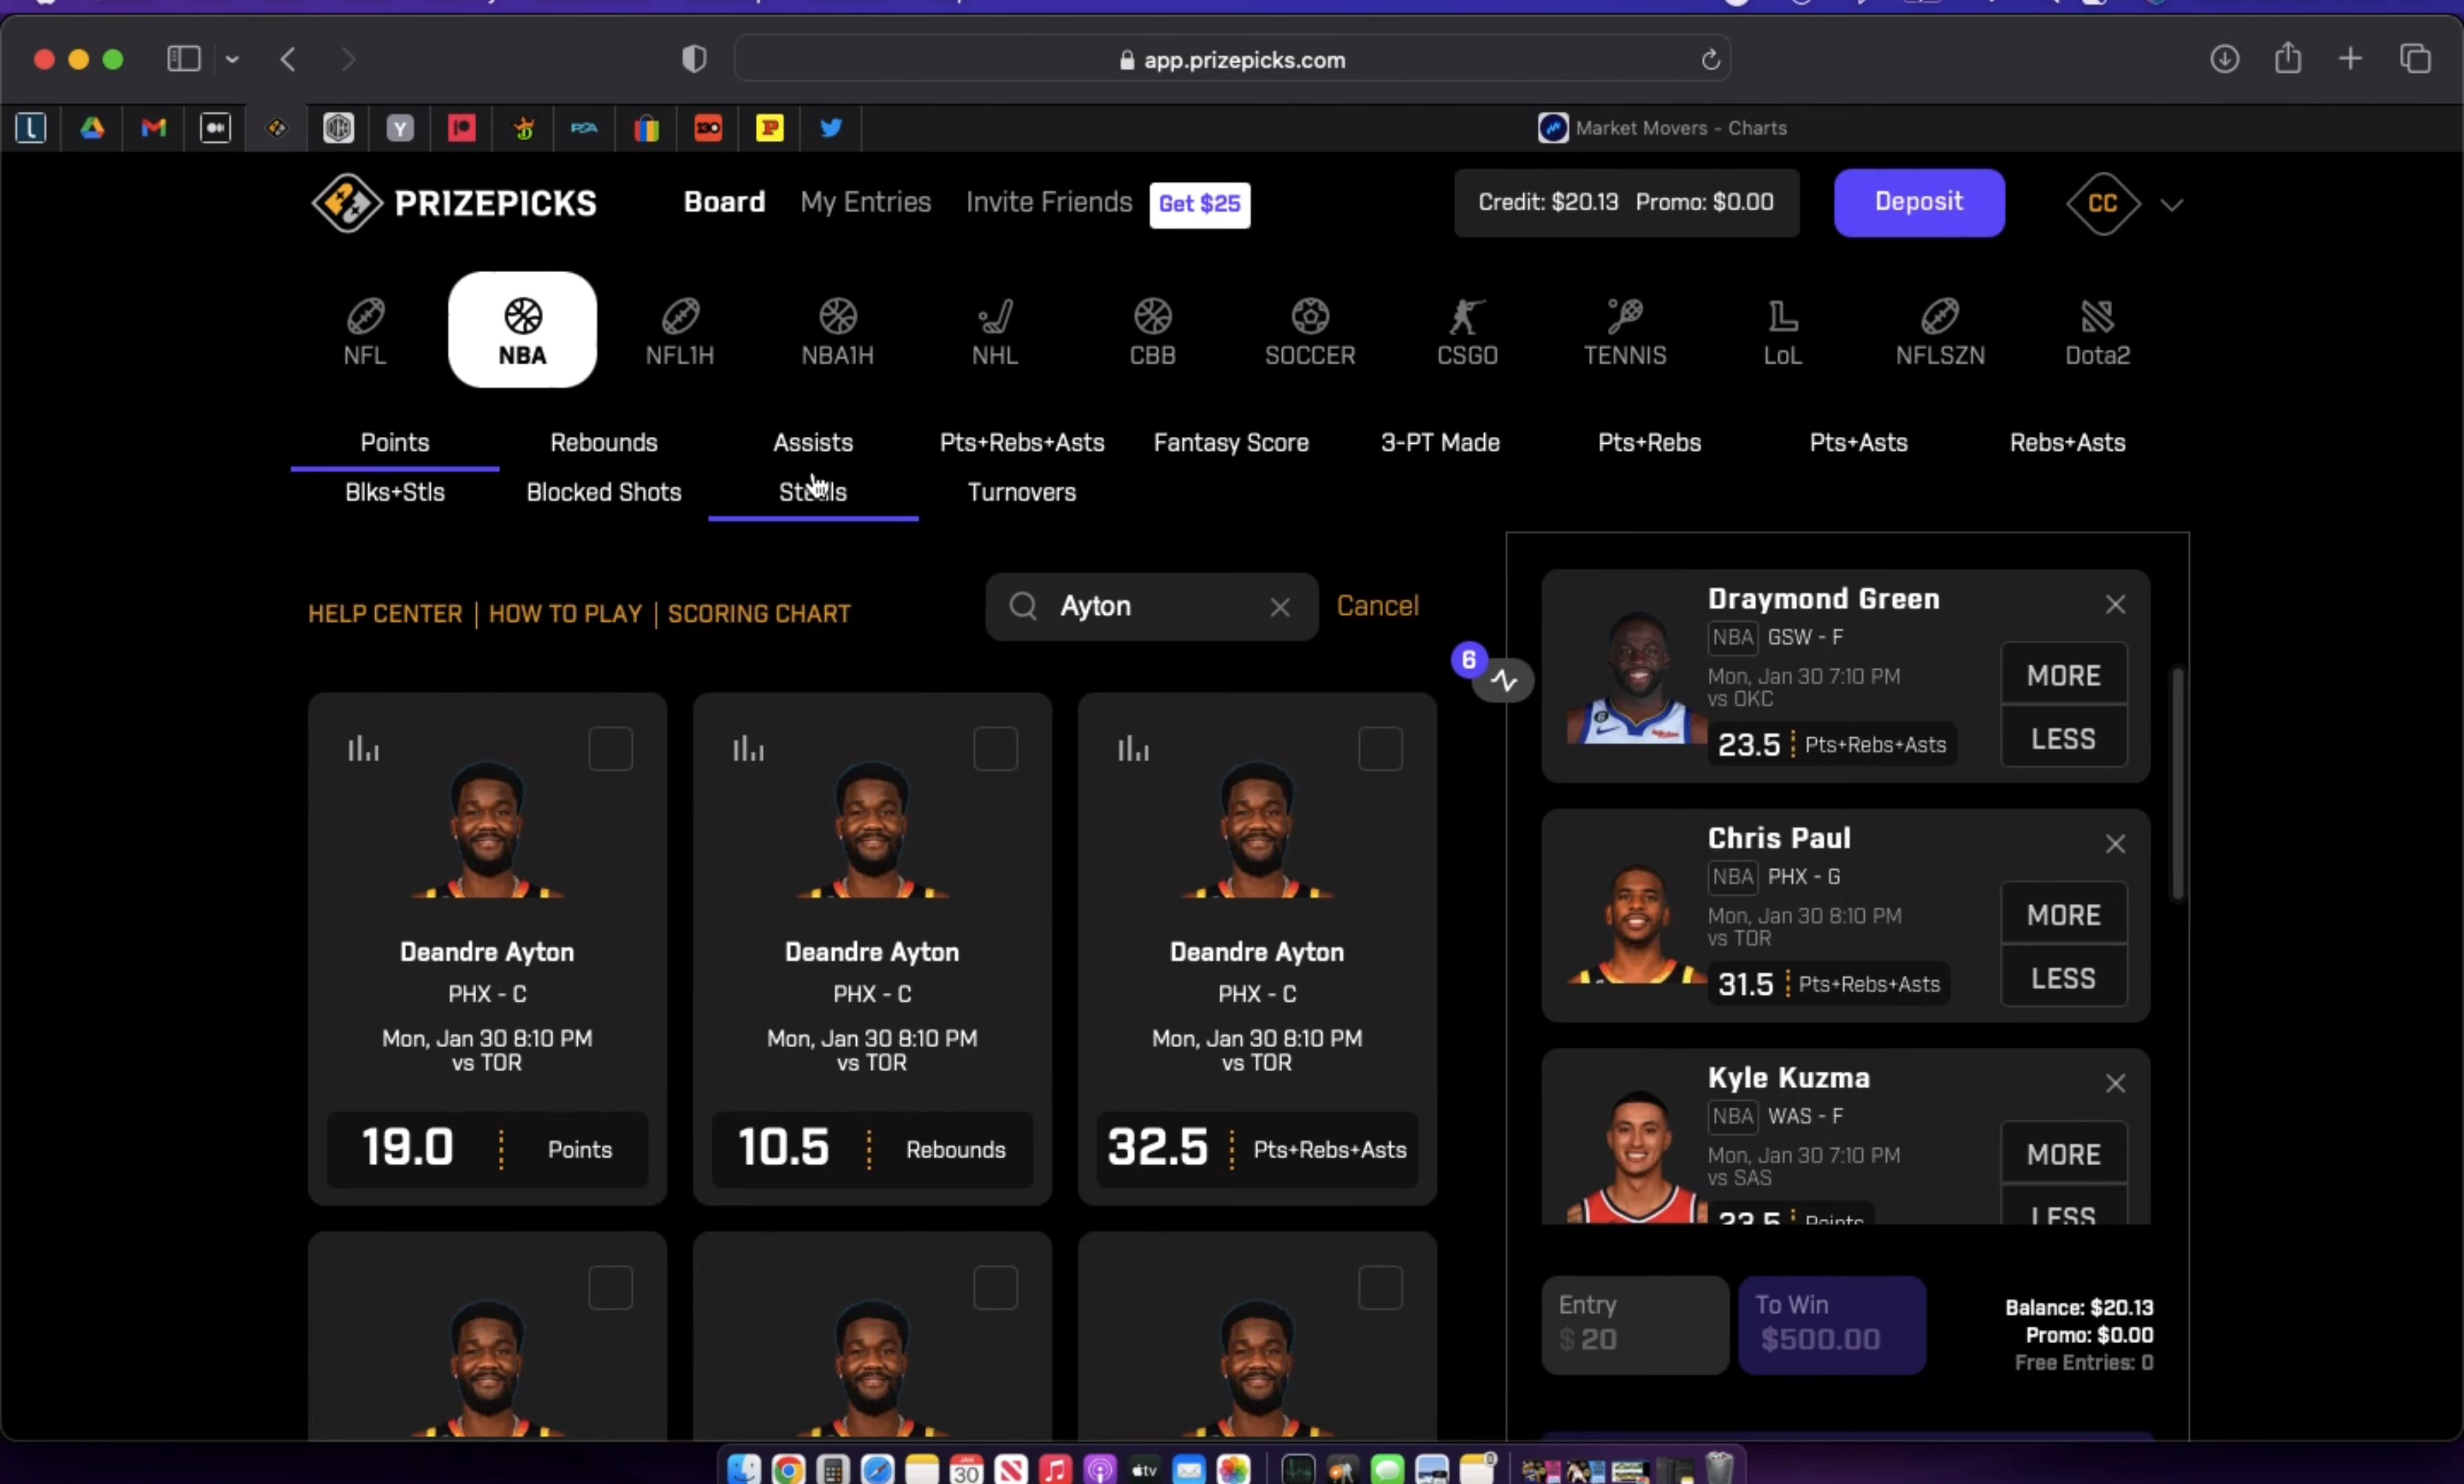 app.prizepicks.com
Market Movers - Charts
PRIZEPICKS
Board
My Entries
Invite Friends
Get $25
Credit: $20.13 Promo: $0.00
Deposit
CC
NFL
NBA
NFL1H
NBA1H
NHL
CBB
SOCCER
CSGO
TENNIS
LoL
NFLSZN
Dota2
Points
Rebounds
Assists
Pts+Rebs+Asts
Fantasy Score
3-PT Made
Pts+Rebs
Pts+Asts
Rebs+Asts
Blks+Stls
Blocked Shots
Steals
Turnovers
HELP CENTER | HOW TO PLAY | SCORING CHART
Ayton
Cancel
6
Deandre Ayton
PHX - C
Mon, Jan 30 8:10 PM
vs TOR
19.0 Points
Deandre Ayton
PHX - C
Mon, Jan 30 8:10 PM
vs TOR
10.5 Rebounds
Deandre Ayton
PHX - C
Mon, Jan 30 8:10 PM
vs TOR
32.5 Pts+Rebs+Asts
Draymond Green
NBA GSW - F
Mon, Jan 30 7:10 PM
vs OKC
23.5 Pts+Rebs+Asts
MORE
LESS
Chris Paul
NBA PHX - G
Mon, Jan 30 8:10 PM
vs TOR
31.5 Pts+Rebs+Asts
MORE
LESS
Kyle Kuzma
NBA WAS - F
Mon, Jan 30 7:10 PM
vs SAS
23.5 Points
MORE
LESS
Entry
$ 20
To Win
$500.00
Balance: $20.13
Promo: $0.00
Free Entries: 0
JAN
30
tv